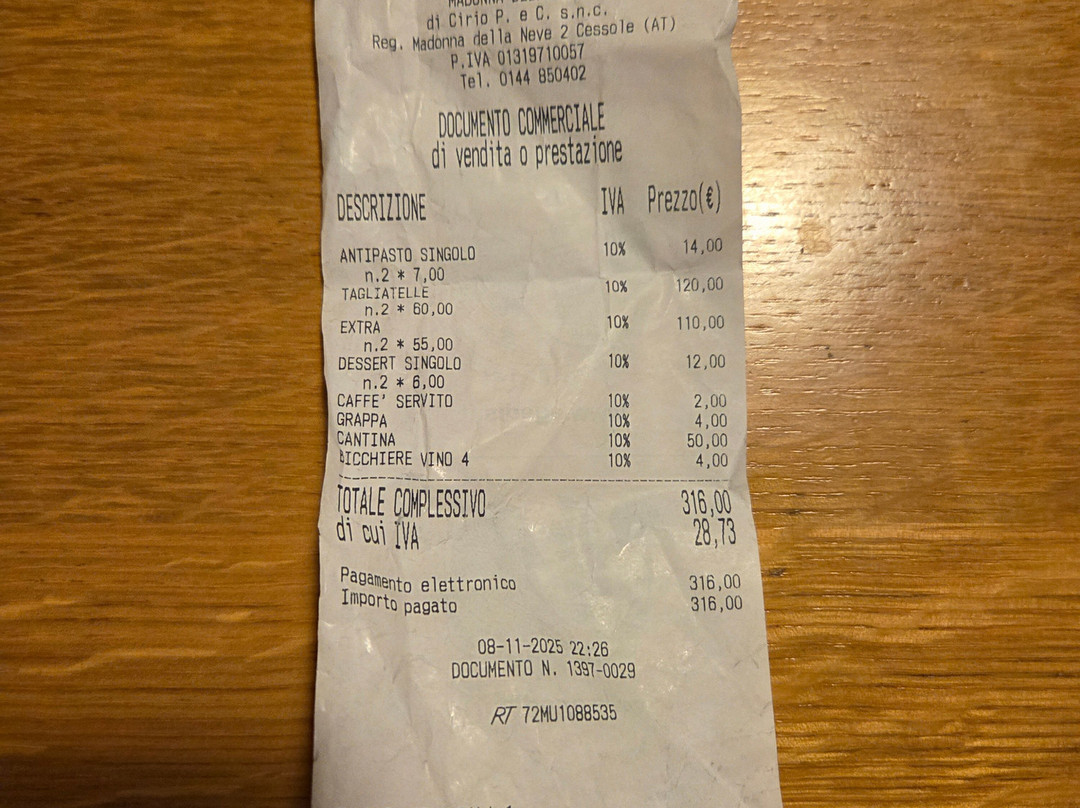 di Cirio P. e C. s.n.c.
Reg. Madonna della Neve 2 Cessole (AT)
P.IVA 01319710057
Tel. 0144 850402
DOCUMENTO COMMERCIALE
di vendita o prestazione
DESCRIZIONE IVA Prezzo(€)
ANTIPASTO SINGOLO 10% 14,00
n.2 * 7,00
TAGLIATELLE 10% 120,00
n.2 * 60,00
EXTRA 10% 110,00
n.2 * 55,00
DESSERT SINGOLO 10% 12,00
n.2 * 6,00
CAFFE' SERVITO 10% 2,00
GRAPPA 10% 4,00
CANTINA 10% 50,00
BICCHIERE VINO 4 10% 4,00
TOTALE COMPLESSIVO 316,00
di cui IVA 28,73
Pagamento elettronico 316,00
Importo pagato 316,00
08-11-2025 22:26
DOCUMENTO N. 1397-0029
RT 72MU1088535